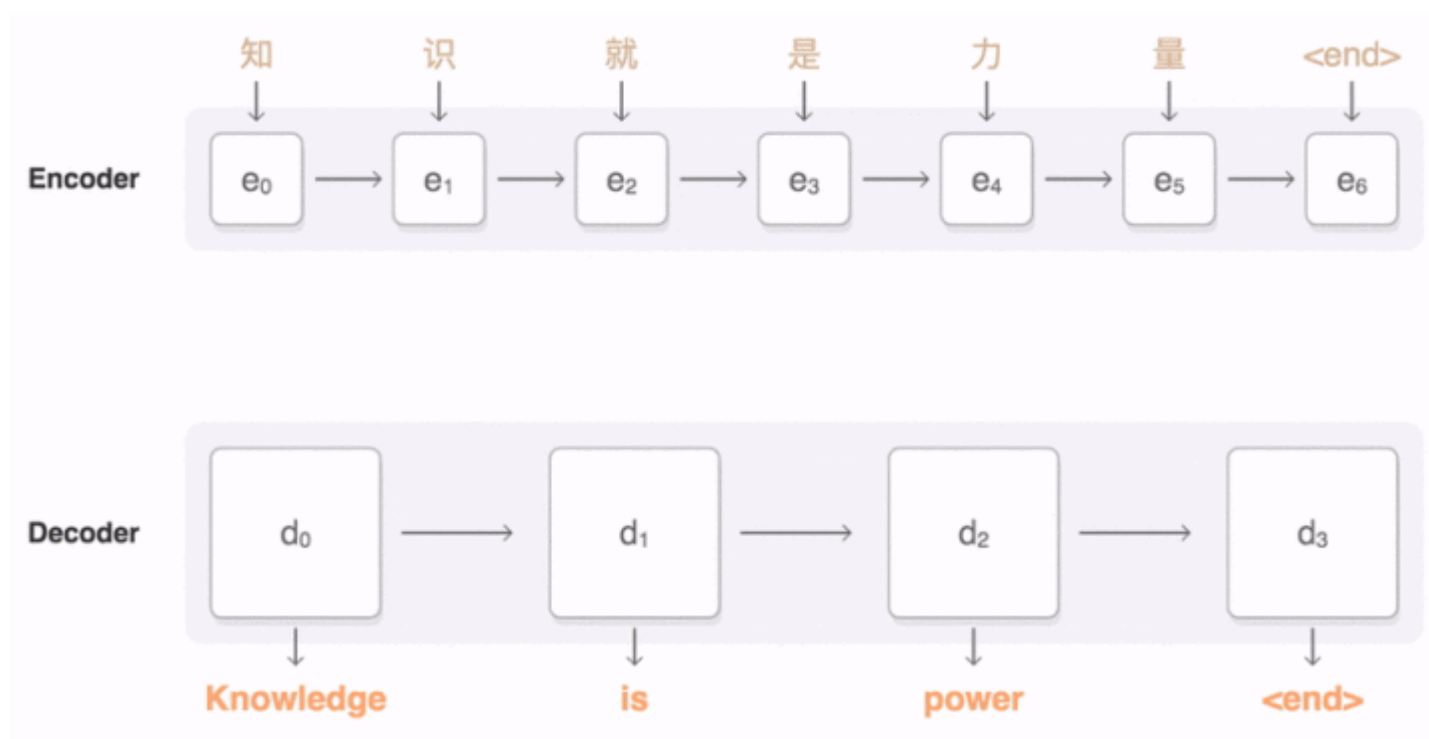 知 识 就 是 力 量 <end>
Encoder e₀ e₁ e₂ e₃ e₄ e₅ e₆
Decoder d₀ d₁ d₂ d₃
Knowledge is power <end>